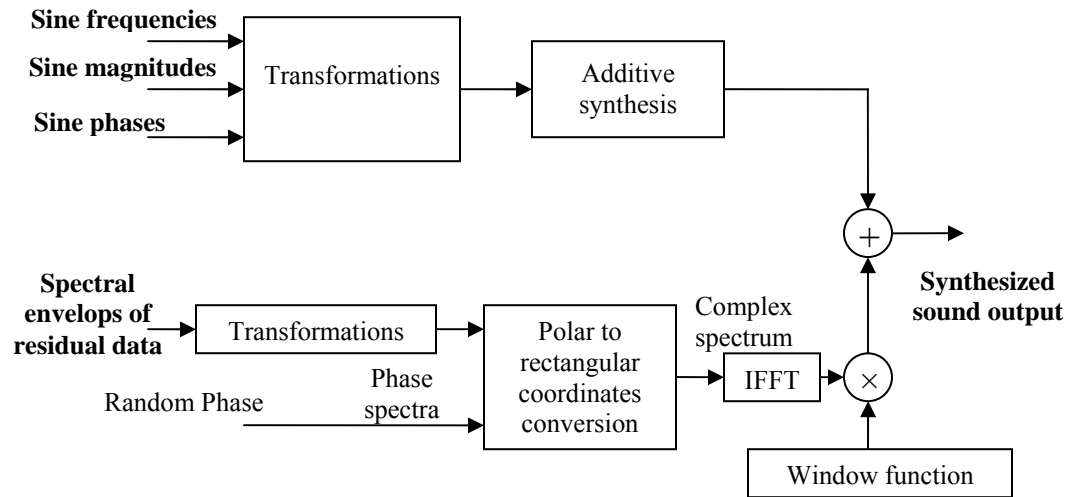 Sine frequencies
Sine magnitudes
Sine phases
Transformations
Additive
synthesis
+
Synthesized
sound output
Spectral
envelops of
residual data
Transformations
Random Phase
Phase
spectra
Polar to
rectangular
coordinates
conversion
Complex
spectrum
IFFT
×
Window function